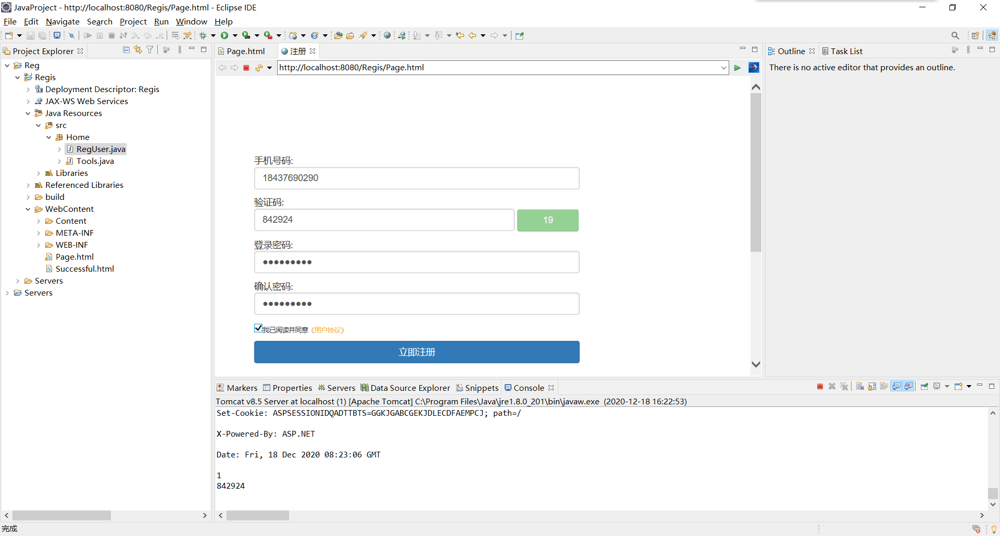 JavaProject - http://localhost:8080/Regis/Page.html - Eclipse IDE
File Edit Navigate Search Project Run Window Help
Project Explorer
Reg
Regis
Deployment Descriptor: Regis
JAX-WS Web Services
Java Resources
src
Home
RegUser.java
Tools.java
Libraries
Referenced Libraries
build
WebContent
Content
META-INF
WEB-INF
Page.html
Successful.html
Servers
Servers
Page.html 注册
http://localhost:8080/Regis/Page.html
手机号码:
18437690290
验证码:
842924 19
登录密码:
●●●●●●●●●
确认密码:
●●●●●●●●●
我已阅读并同意《用户协议》
立即注册
Outline Task List
There is no active editor that provides an outline.
Markers Properties Servers Data Source Explorer Snippets Console
Tomcat v8.5 Server at localhost (1) [Apache Tomcat] C:\Program Files\Java\jre1.8.0_201\bin\javaw.exe (2020-12-18 16:22:53)
Set-Cookie: ASPSESSIONIDQADTTBTS=GGKJGABCGEKJDLECDFAEMPCJ; path=/
X-Powered-By: ASP.NET
Date: Fri, 18 Dec 2020 08:23:06 GMT
1
842924
完成